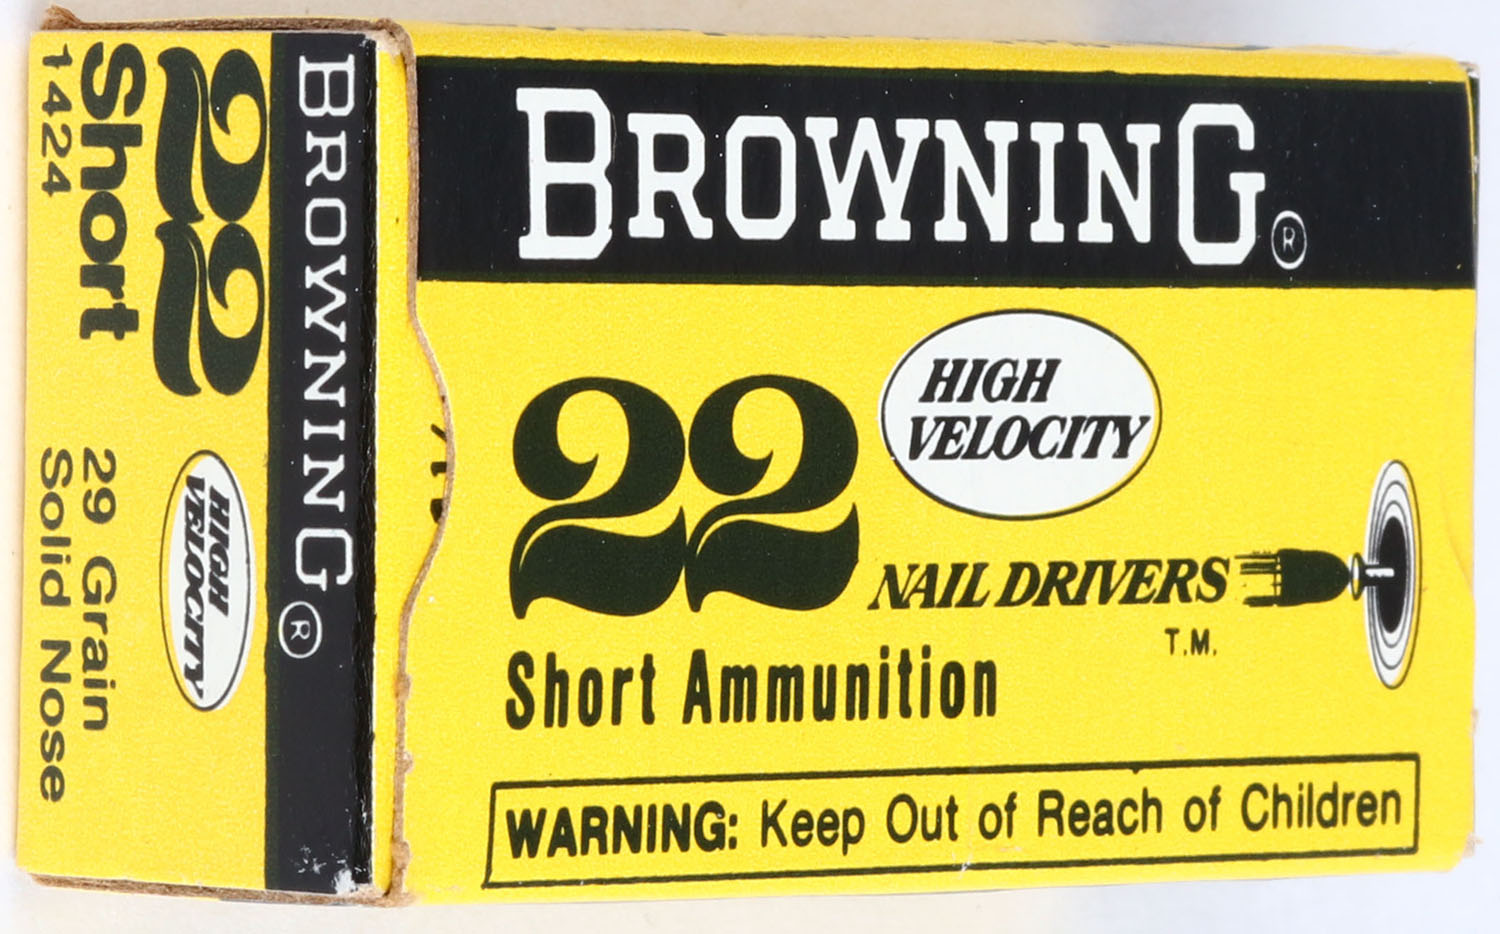 BROWNING ®
22
HIGH
VELOCITY
NAIL DRIVERS
T.M.
Short Ammunition
WARNING: Keep Out of Reach of Children
BROWNING ®
22
Short
1424
HIGH
VELOCITY
29 Grain
Solid Nose